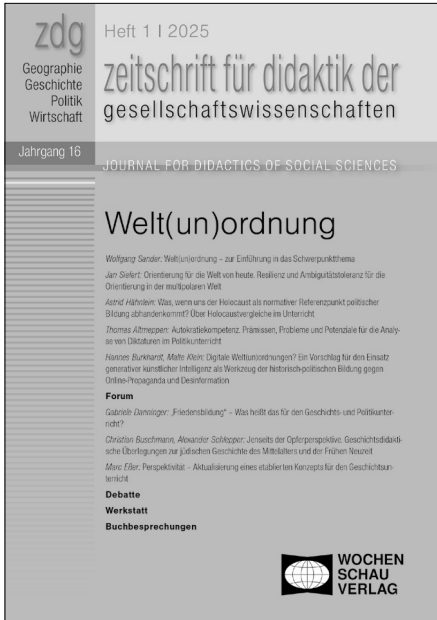 zdg
Geographie
Geschichte
Politik
Wirtschaft
Jahrgang 16
Heft 1 | 2025
zeitschrift für didaktik der
gesellschaftswissenschaften
JOURNAL FOR DIDACTICS OF SOCIAL SCIENCES
Welt(un)ordnung
Wolfgang Sander: Welt(un)ordnung – zur Einführung in das Schwerpunktthema
Jan Siefert: Orientierung für die Welt von heute. Resilienz und Ambiguitätstoleranz für die
Orientierung in der multipolaren Welt
Astrid Hähnlein: Was, wenn uns der Holocaust als normativer Referenzpunkt politischer
Bildung abhandenkommt? Über Holocaustvergleiche im Unterricht
Thomas Altmeppen: Autokratiekompetenz. Prämissen, Probleme und Potenziale für die Analy-
se von Diktaturen im Politikunterricht
Hannes Burkhardt, Malte Klein: Digitale Welt(un)ordnungen? Ein Vorschlag für den Einsatz
generativer künstlicher Intelligenz als Werkzeug der historisch-politischen Bildung gegen
Online-Propaganda und Desinformation
Forum
Gabriele Danninger: „Friedensbildung“ – Was heißt das für den Geschichts- und Politikunter-
richt?
Christian Buschmann, Alexander Schlepper: Jenseits der Opferperspektive. Geschichtsdidakti-
sche Überlegungen zur jüdischen Geschichte des Mittelalters und der Frühen Neuzeit
Marc Eßer: Perspektivität – Aktualisierung eines etablierten Konzepts für den Geschichtsun-
terricht
Debatte
Werkstatt
Buchbesprechungen
WOCHEN
SCHAU
VERLAG